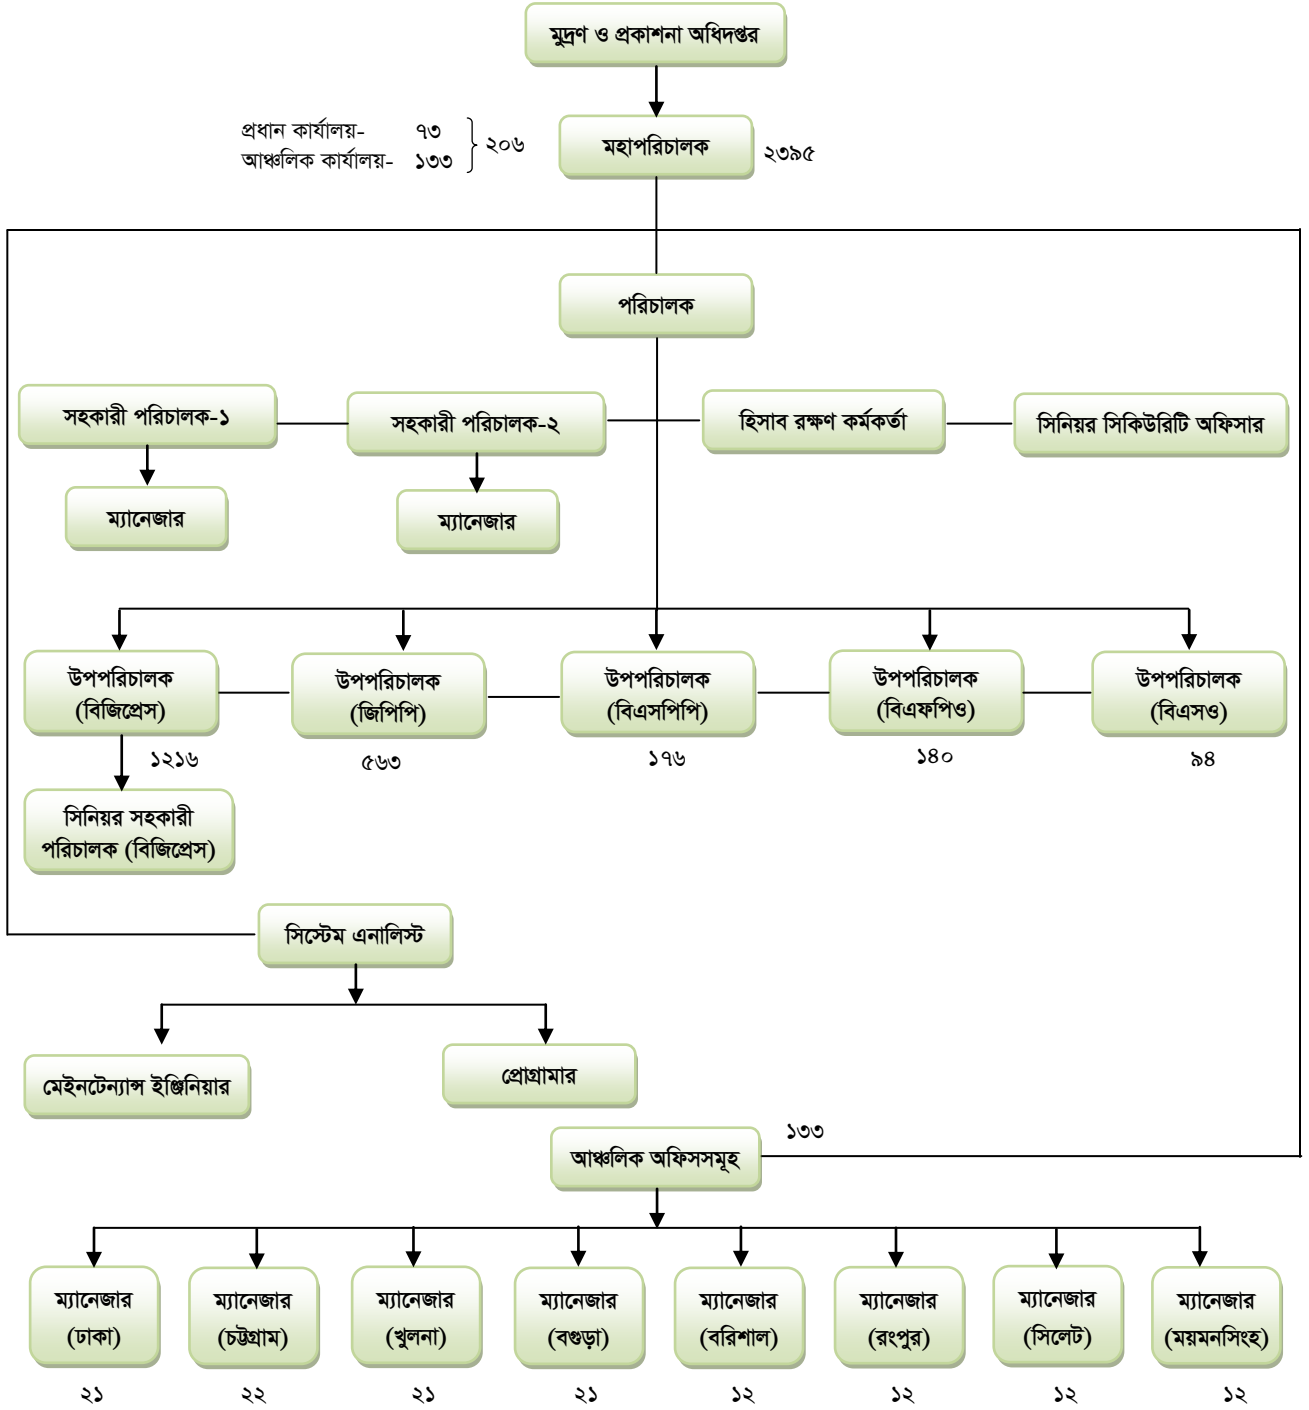 মুদ্রণ ও প্রকাশনা অধিদপ্তর
প্রধান কার্যালয়- ৭৩
আঞ্চলিক কার্যালয়- ১৩৩
২০৬
মহাপরিচালক
২৩৯৫
পরিচালক
সহকারী পরিচালক-১
সহকারী পরিচালক-২
হিসাব রক্ষণ কর্মকর্তা
সিনিয়র সিকিউরিটি অফিসার
ম্যানেজার
ম্যানেজার
উপপরিচালক
(বিজিপ্রেস)
উপপরিচালক
(জিপিপি)
উপপরিচালক
(বিএসপিপি)
উপপরিচালক
(বিএফপিও)
উপপরিচালক
(বিএসও)
১২১৬
৫৬৩
১৭৬
১৪০
৯৪
সিনিয়র সহকারী
পরিচালক (বিজিপ্রেস)
সিস্টেম এনালিস্ট
মেইনটেন্যান্স ইঞ্জিনিয়ার
প্রোগ্রামার
আঞ্চলিক অফিসসমূহ
১৩৩
ম্যানেজার
(ঢাকা)
ম্যানেজার
(চট্টগ্রাম)
ম্যানেজার
(খুলনা)
ম্যানেজার
(বগুড়া)
ম্যানেজার
(বরিশাল)
ম্যানেজার
(রংপুর)
ম্যানেজার
(সিলেট)
ম্যানেজার
(ময়মনসিংহ)
২১
২২
২১
২১
১২
১২
১২
১২